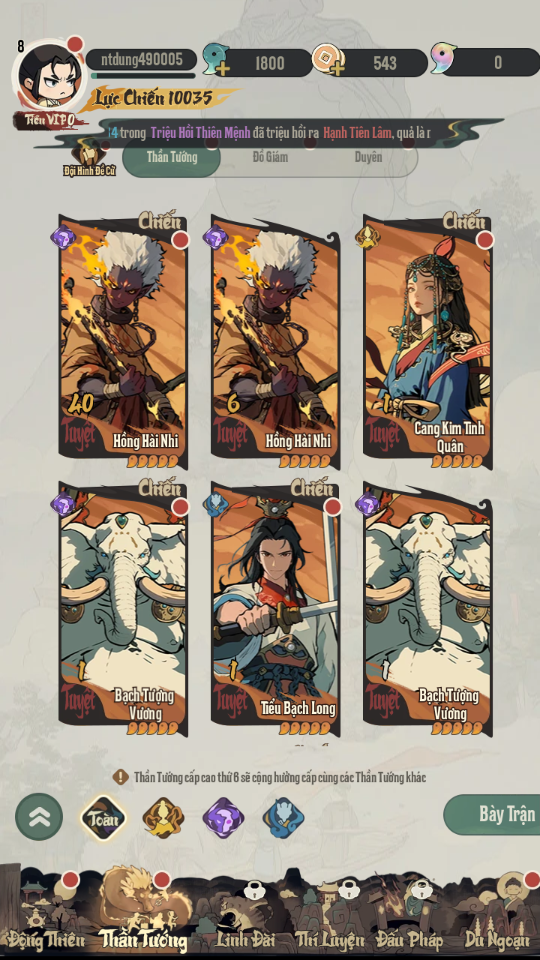 8
ntdung490005
1800
543
0
Lực Chiến 10035
Tiên VIP 0
4 trong Triệu Hồi Thiên Mệnh đã triệu hồi ra Hạnh Tiên Lâm, quả là r
Đội Hình Đề Cử
Thần Tướng
Đồ Giám
Duyên
Chiến
40
Tuyệt
Hồng Hài Nhi
6
Tuyệt
Hồng Hài Nhi
Chiến
1
Tuyệt
Cang Kim Tinh
Quân
Chiến
1
Tuyệt
Bạch Tượng
Vương
Chiến
1
Tuyệt
Tiểu Bạch Long
1
Tuyệt
Bạch Tượng
Vương
Thần Tướng cấp cao thứ 6 sẽ cộng hưởng cấp cùng các Thần Tướng khác
Toàn
Bày Trận
Động Thiên
Thần Tướng
Linh Đài
Thí Luyện
Đấu Pháp
Du Ngoạn